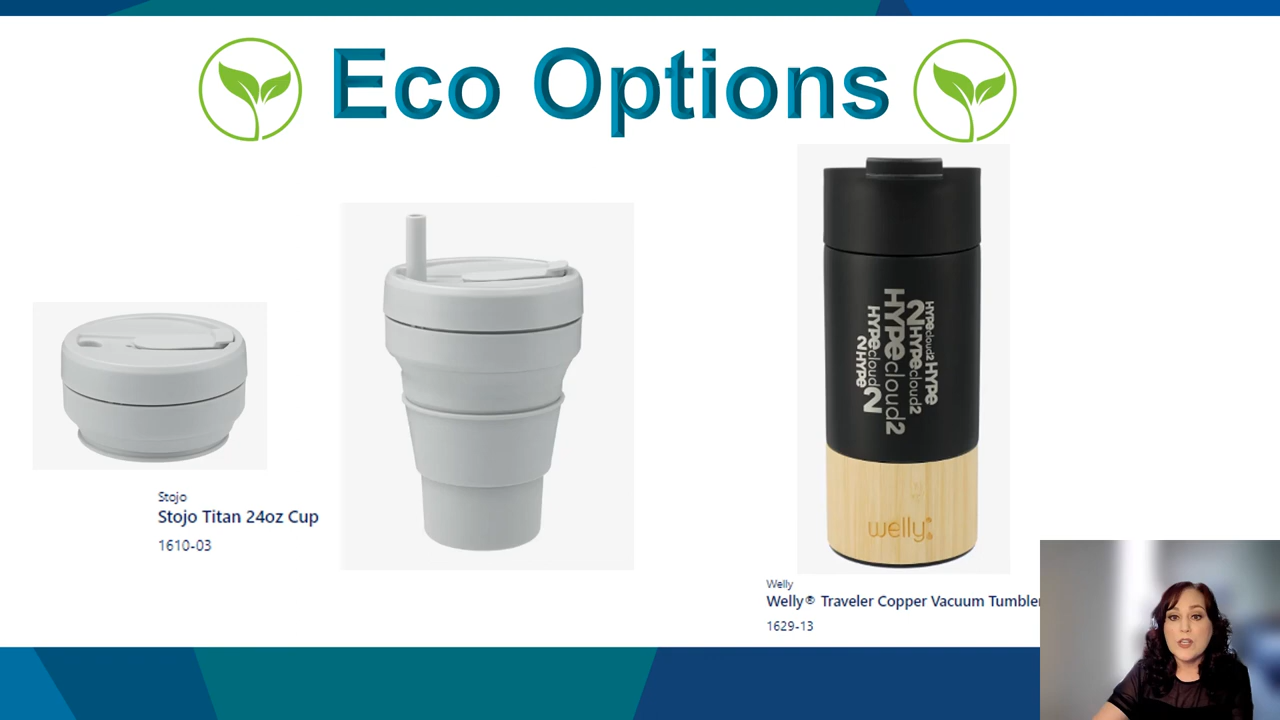 Eco Options
Stojo
Stojo Titan 24oz Cup
1610-03
HYPEcloud2
2HYPEcloud2
HYPEcloud2
HYPEcloud2 HYPE
2HYPE
welly
Welly
Welly® Traveler Copper Vacuum Tumbler
1629-13